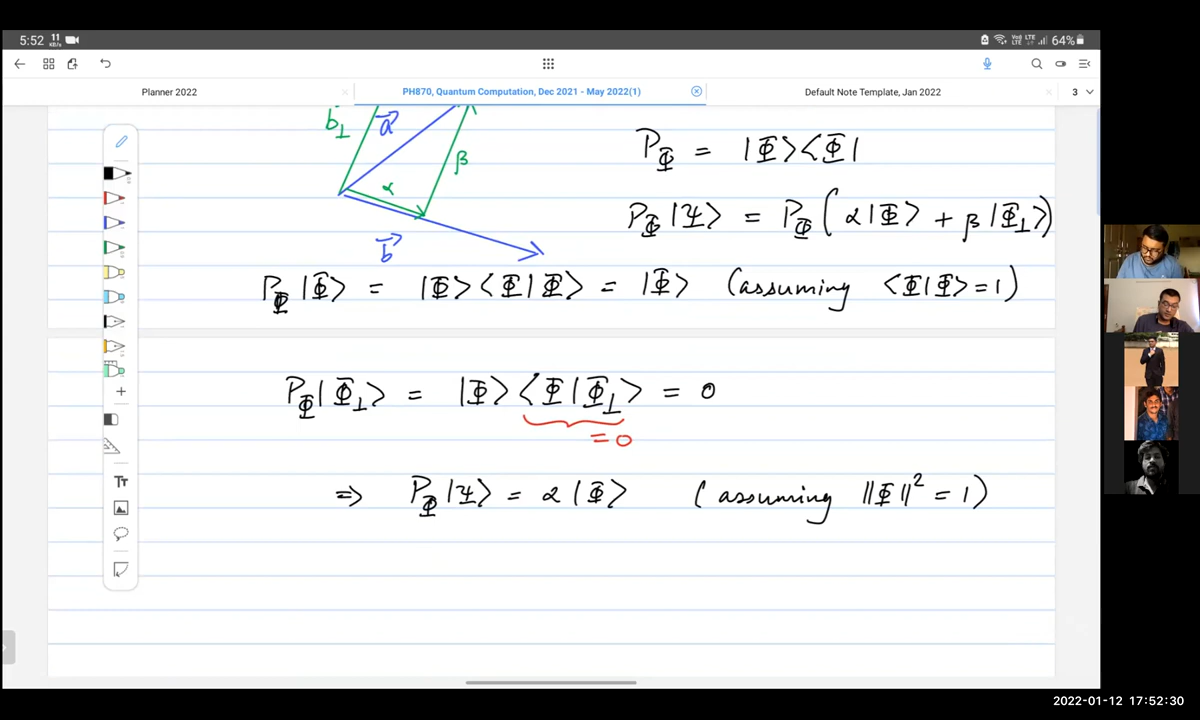 5:52 11 KB/s 64%
Planner 2022 PH870, Quantum Computation, Dec 2021 - May 2022(1) Default Note Template, Jan 2022 3
b⊥ a⃗
α β
b⃗
P_Φ = |Φ><Φ|
P_Φ |Ψ> = P_Φ (α|Φ> + β|Φ⊥>)
P_Φ |Φ> = |Φ><Φ|Φ> = |Φ> (assuming <Φ|Φ> = 1)
P_Φ |Φ⊥> = |Φ><Φ|Φ⊥> = 0
= 0
⇒ P_Φ |Ψ> = α|Φ> (assuming ||Φ||² = 1)
Tт
2022-01-12 17:52:30